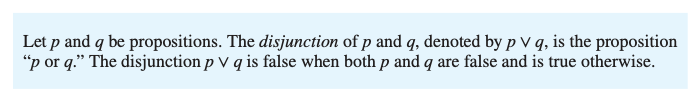 Let p and q be propositions. The disjunction of p and q, denoted by p ∨ q, is the proposition
“p or q.” The disjunction p ∨ q is false when both p and q are false and is true otherwise.